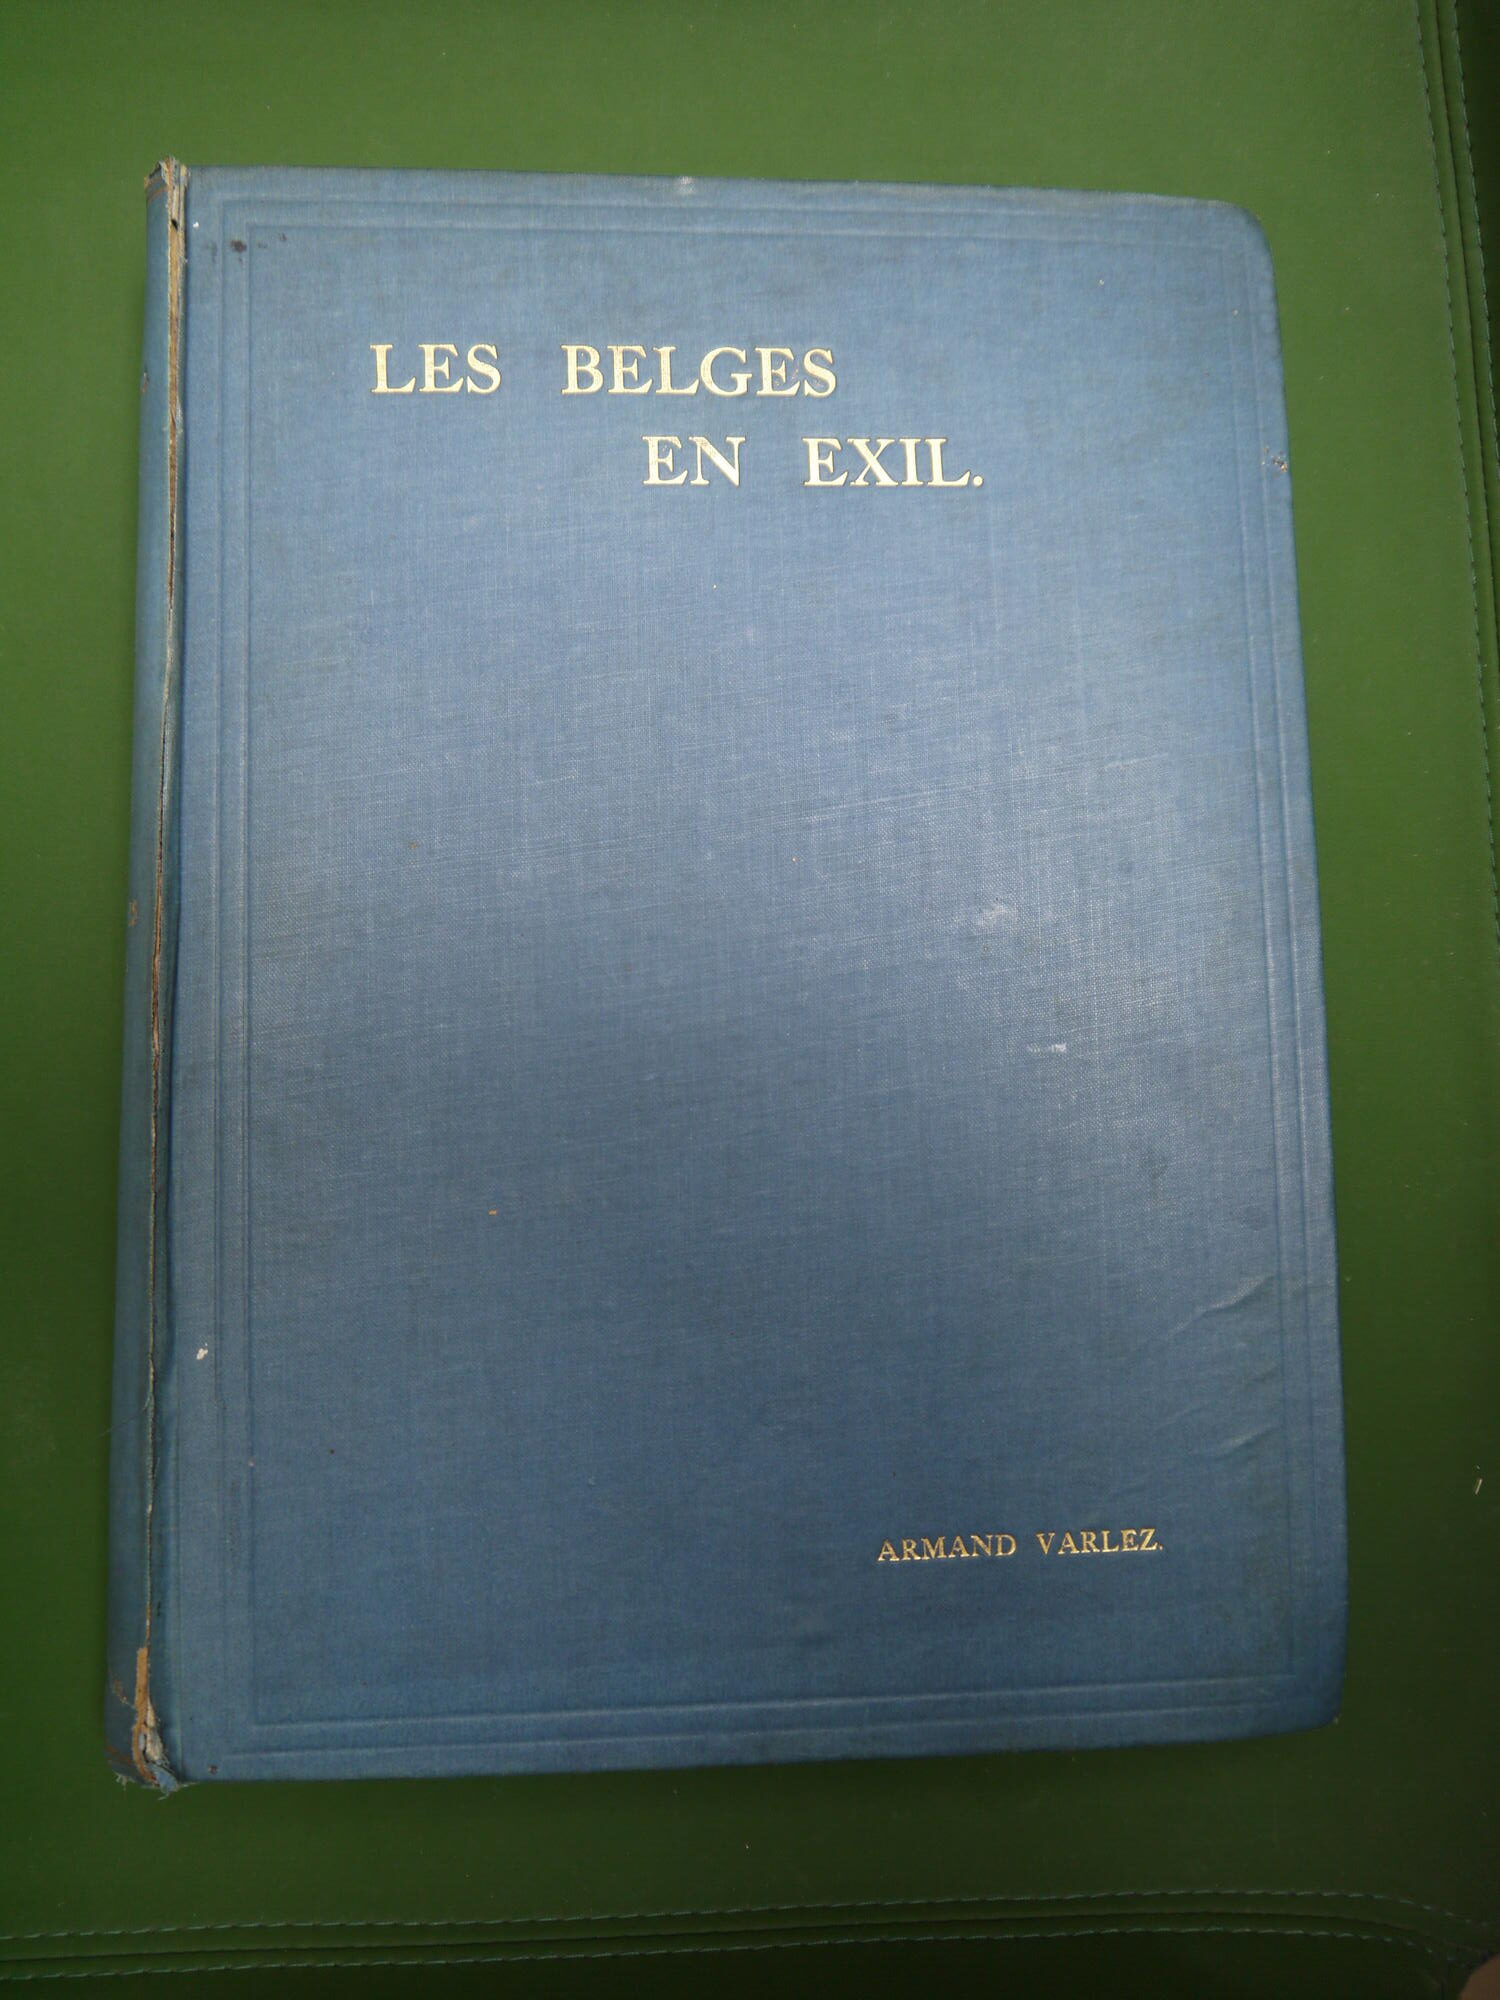 LES BELGES
EN EXIL.
ARMAND VARLEZ.